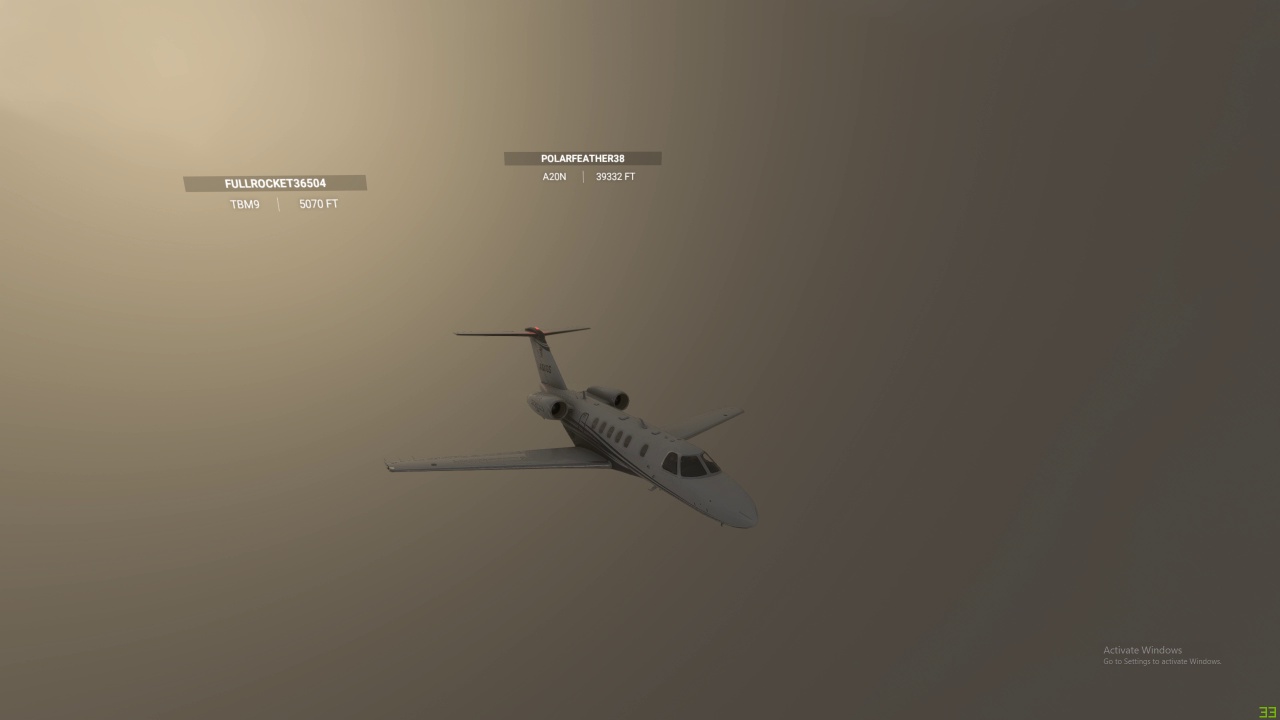 POLARFEATHER38
A20N | 39332 FT
FULLROCKET36504
TBM9 | 5070 FT
Activate Windows
Go to Settings to activate Windows.
33